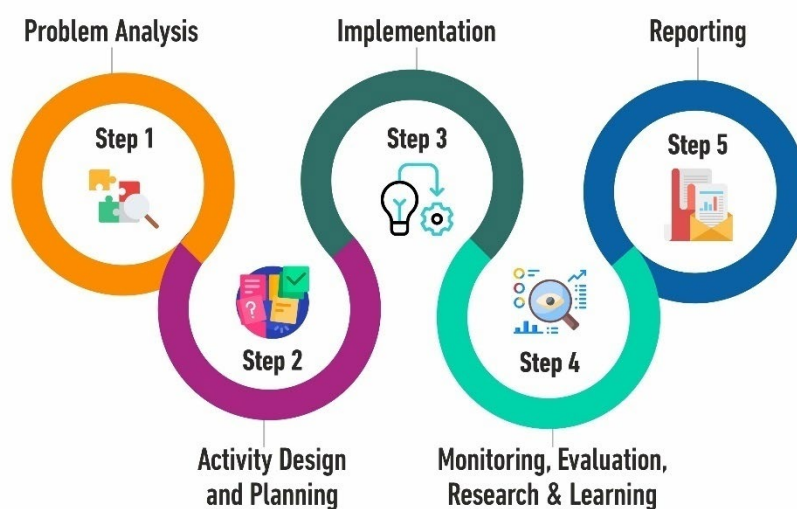 Problem Analysis
Step 1
Step 2
Activity Design
and Planning
Implementation
Step 3
Step 4
Monitoring, Evaluation,
Research & Learning
Reporting
Step 5